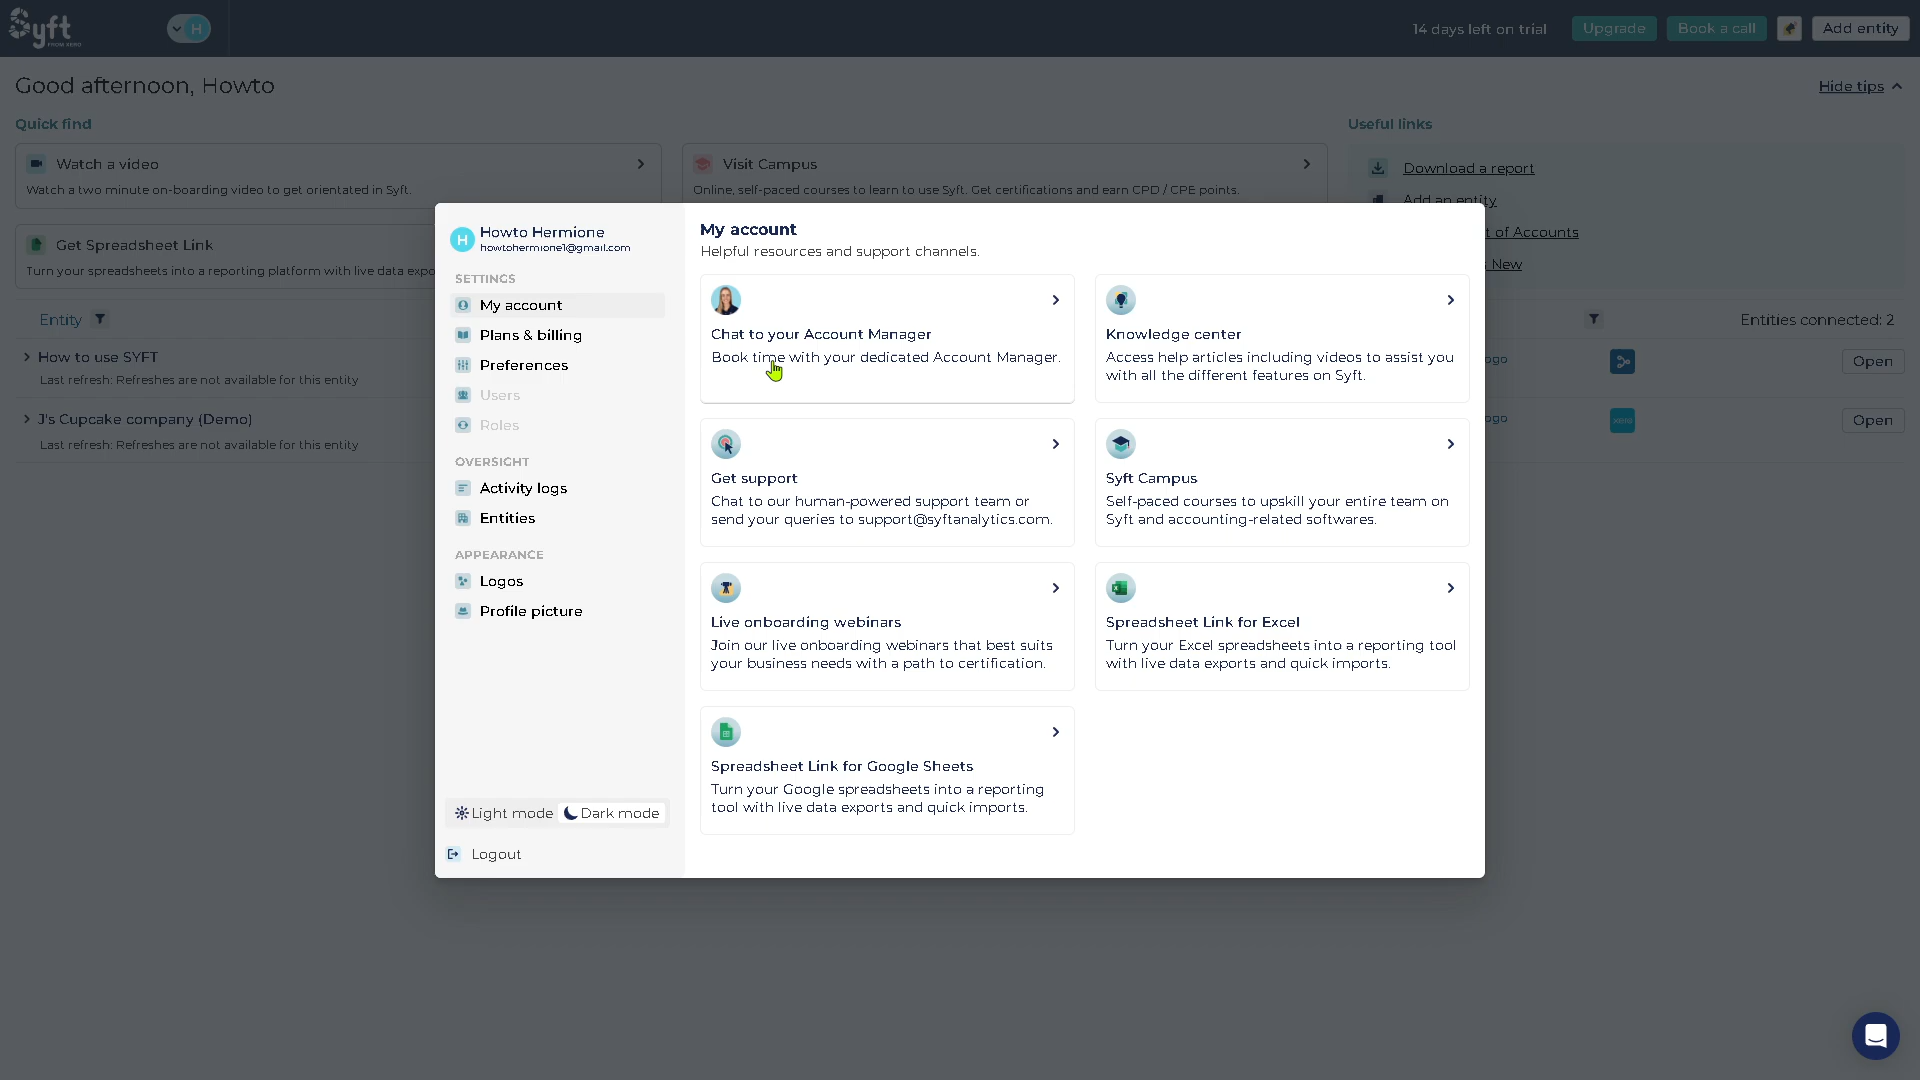 Syft
FROM XERO
H
14 days left on trial
Upgrade
Book a call
Add entity
Good afternoon, Howto
Hide tips
Quick find
Useful links
Watch a video
Watch a two minute on-boarding video to get orientated in Syft.
Visit Campus
Online, self-paced courses to learn to use Syft. Get certifications and earn CPD / CPE points.
Download a report
Add an entity
t of Accounts
New
Get Spreadsheet Link
Turn your spreadsheets into a reporting platform with live data expo
Entity
Entities connected: 2
How to use SYFT
Last refresh: Refreshes are not available for this entity
ogo
Open
J's Cupcake company (Demo)
Last refresh: Refreshes are not available for this entity
ogo
xero
Open
H
Howto Hermione
howtohermione1@gmail.com
SETTINGS
My account
Plans & billing
Preferences
Users
Roles
OVERSIGHT
Activity logs
Entities
APPEARANCE
Logos
Profile picture
Light mode
Dark mode
Logout
My account
Helpful resources and support channels.
Chat to your Account Manager
Book time with your dedicated Account Manager.
Knowledge center
Access help articles including videos to assist you
with all the different features on Syft.
Get support
Chat to our human-powered support team or
send your queries to support@syftanalytics.com.
Syft Campus
Self-paced courses to upskill your entire team on
Syft and accounting-related softwares.
Live onboarding webinars
Join our live onboarding webinars that best suits
your business needs with a path to certification.
Spreadsheet Link for Excel
Turn your Excel spreadsheets into a reporting tool
with live data exports and quick imports.
Spreadsheet Link for Google Sheets
Turn your Google spreadsheets into a reporting
tool with live data exports and quick imports.